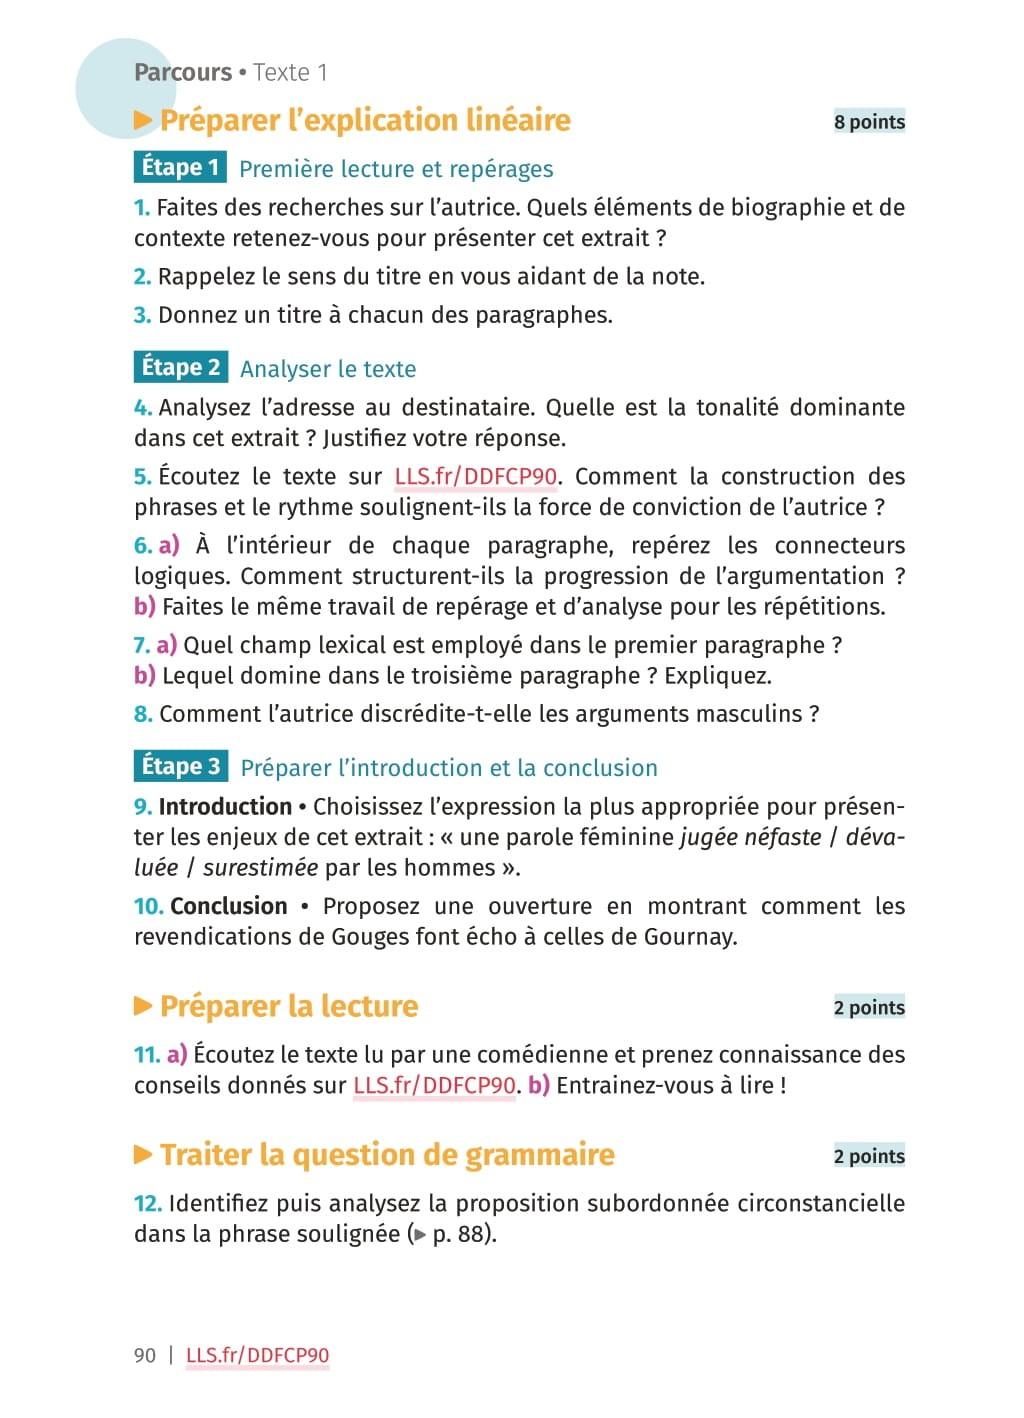 Parcours • Texte 1
Préparer l'explication linéaire 8 points
Étape 1 Première lecture et repérages
1. Faites des recherches sur l'autrice. Quels éléments de biographie et de
contexte retenez-vous pour présenter cet extrait ?
2. Rappelez le sens du titre en vous aidant de la note.
3. Donnez un titre à chacun des paragraphes.
Étape 2 Analyser le texte
4. Analysez l'adresse au destinataire. Quelle est la tonalité dominante
dans cet extrait ? Justifiez votre réponse.
5. Écoutez le texte sur LLS.fr/DDFCP90. Comment la construction des
phrases et le rythme soulignent-ils la force de conviction de l'autrice ?
6. a) À l'intérieur de chaque paragraphe, repérez les connecteurs
logiques. Comment structurent-ils la progression de l'argumentation ?
b) Faites le même travail de repérage et d'analyse pour les répétitions.
7. a) Quel champ lexical est employé dans le premier paragraphe ?
b) Lequel domine dans le troisième paragraphe ? Expliquez.
8. Comment l'autrice discrédite-t-elle les arguments masculins ?
Étape 3 Préparer l'introduction et la conclusion
9. Introduction • Choisissez l'expression la plus appropriée pour présen-
ter les enjeux de cet extrait : « une parole féminine jugée néfaste / déva-
luée / surestimée par les hommes ».
10. Conclusion • Proposez une ouverture en montrant comment les
revendications de Gouges font écho à celles de Gournay.
Préparer la lecture 2 points
11. a) Écoutez le texte lu par une comédienne et prenez connaissance des
conseils donnés sur LLS.fr/DDFCP90. b) Entrainez-vous à lire !
Traiter la question de grammaire 2 points
12. Identifiez puis analysez la proposition subordonnée circonstancielle
dans la phrase soulignée (▶ p. 88).
90 | LLS.fr/DDFCP90